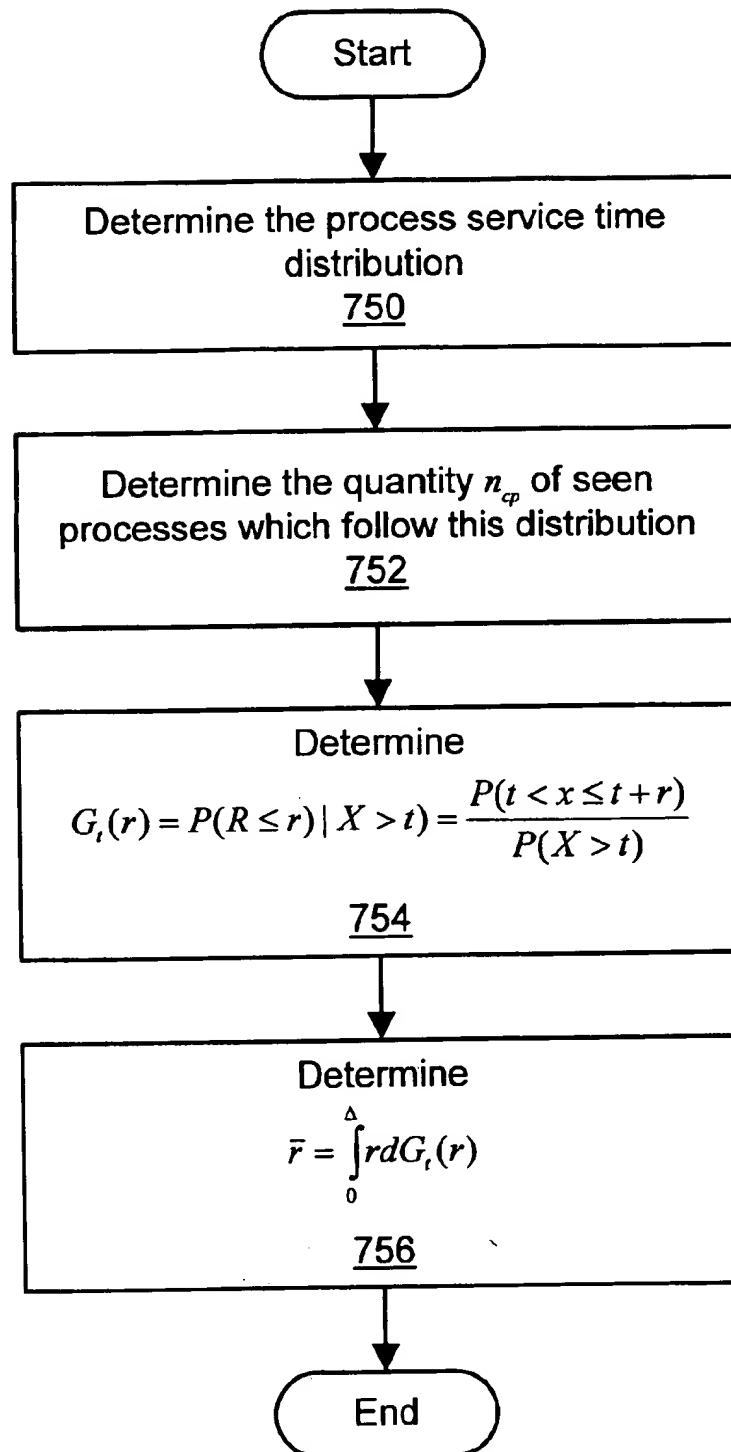 Start
Determine the process service time
distribution
750
Determine the quantity n_cp of seen
processes which follow this distribution
752
Determine
G_t(r) = P(R ≤ r) | X > t) = P(t < x ≤ t + r) / P(X > t)
754
Determine
r̄ = ∫_0^Δ r dG_t(r)
756
End